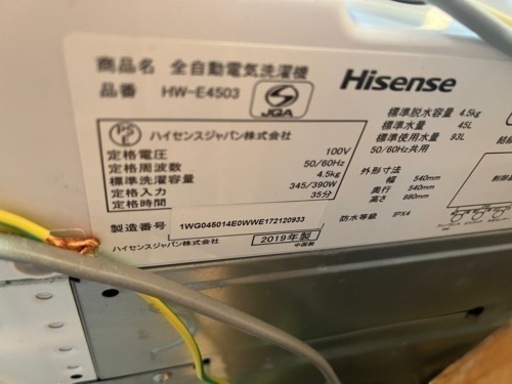 商品名 全自動電気洗濯機
品番 HW-E4503
JQA
Hisense
PS E
ハイセンスジャパン株式会社
定格電圧 100V
定格周波数 50/60Hz
標準洗濯容量 4.5kg
定格入力 345/390W
定格時間 35分
製造番号 1WG045014E0WWE172120933
ハイセンスジャパン株式会社
2019年製
中国製
標準脱水容量 4.5kg
標準水量 45L
標準使用水量 93L
50/60Hz共用
外形寸法
幅 540mm
奥行 540mm
高さ 880mm
防水等級 IPX4